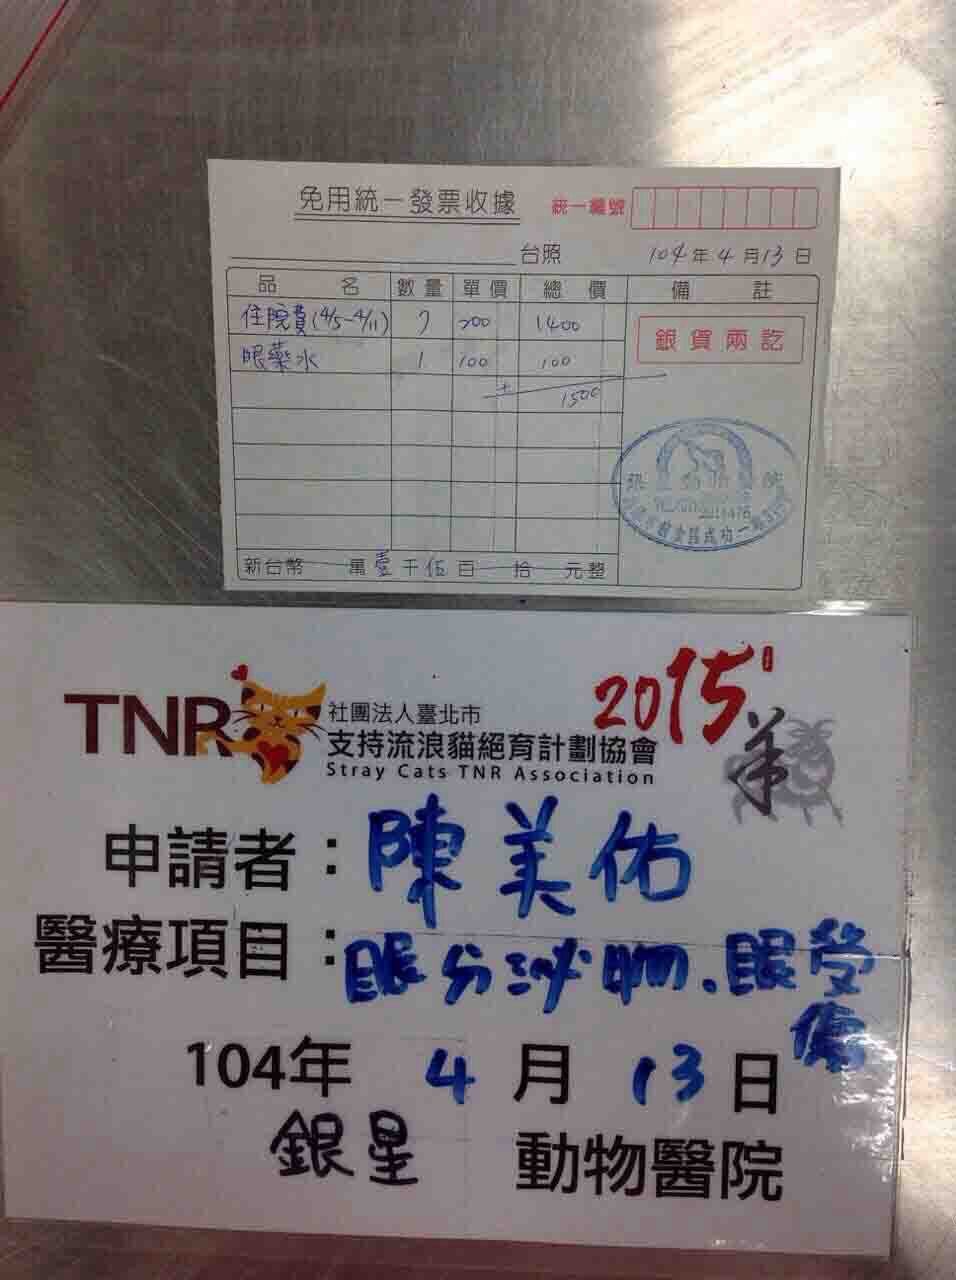 免用統一發票收據
統一編號
台照
104年4月13日
品名 數量 單價 總價 備註
住院費(4/5-4/11) 7 200 1400
銀貨兩訖
眼藥水 1 100 100
+ 1500
新台幣 萬壹千伍百 拾 元整
TNR
社團法人臺北市
支持流浪貓絕育計劃協會
Stray Cats TNR Association
2015
羊
申請者:陳美佑
醫療項目:眼分泌物、眼受傷
104年 4 月 13 日
銀星 動物醫院